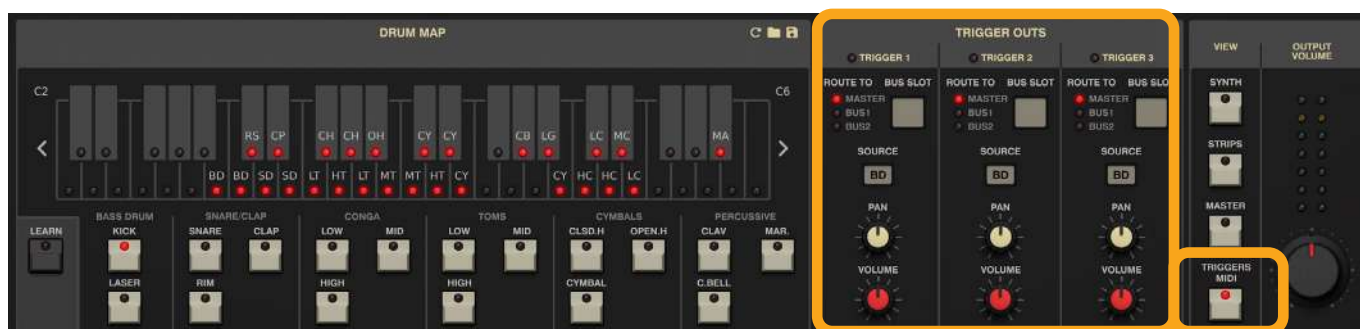 DRUM MAP
C2
C6
RS CP CH CH OH CY CY CB LG LC MC MA
BD BD SD SD LT HT LT MT MT HT CY CY HC HC LC
LEARN
BASS DRUM
KICK
LASER
SNARE/CLAP
SNARE CLAP
RIM
CONGA
LOW MID
HIGH
TOMS
LOW MID
HIGH
CYMBALS
CLSD.H OPEN.H
CYMBAL
PERCUSSIVE
CLAV MAR.
C.BELL
TRIGGER OUTS
TRIGGER 1
ROUTE TO BUS SLOT
MASTER
BUS1
BUS2
SOURCE
BD
PAN
VOLUME
TRIGGER 2
ROUTE TO BUS SLOT
MASTER
BUS1
BUS2
SOURCE
BD
PAN
VOLUME
TRIGGER 3
ROUTE TO BUS SLO
MASTER
BUS1
BUS2
SOURCE
BD
PAN
VOLUME
VIEW
SYNTH
STRIPS
MASTER
TRIGGERS
MIDI
OUTPUT
VOLUME